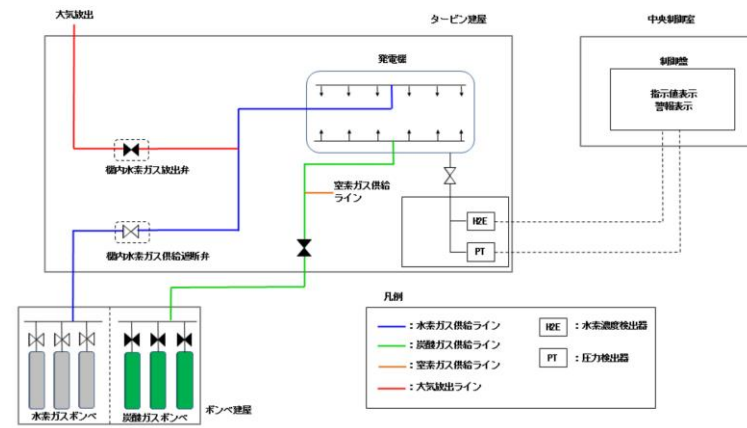 大気放出
タービン建屋
中央制御室
発電機
制御盤
指示値表示
警報表示
機内水素ガス放出弁
窒素ガス供給
ライン
H2E
機内水素ガス供給遮断弁
PT
凡例
:水素ガス供給ライン
H2E
:水素濃度検出器
:炭酸ガス供給ライン
:窒素ガス供給ライン
PT
:圧力検出器
:大気放出ライン
水素ガスボンベ
炭酸ガスボンベ
ボンベ建屋